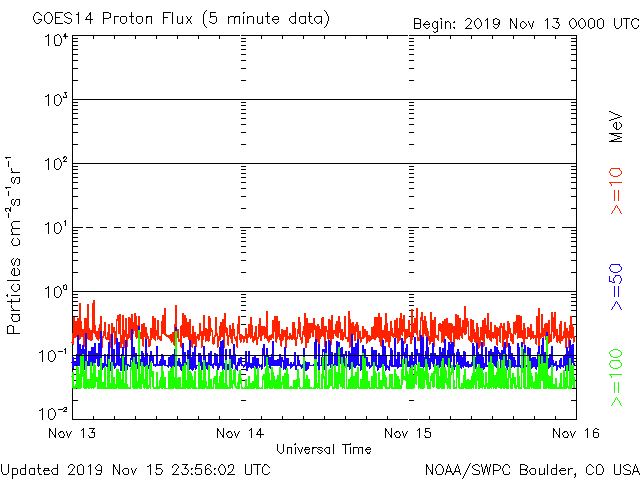 GOES14 Proton Flux (5 minute data)
Begin: 2019 Nov 13 0000 UTC
10⁴
10³
10²
10¹
10⁰
10⁻¹
10⁻²
Particles cm⁻²s⁻¹sr⁻¹
MeV
>=10
>=50
>=100
Nov 13 Nov 14 Nov 15 Nov 16
Universal Time
Updated 2019 Nov 15 23:56:02 UTC
NOAA/SWPC Boulder, CO USA